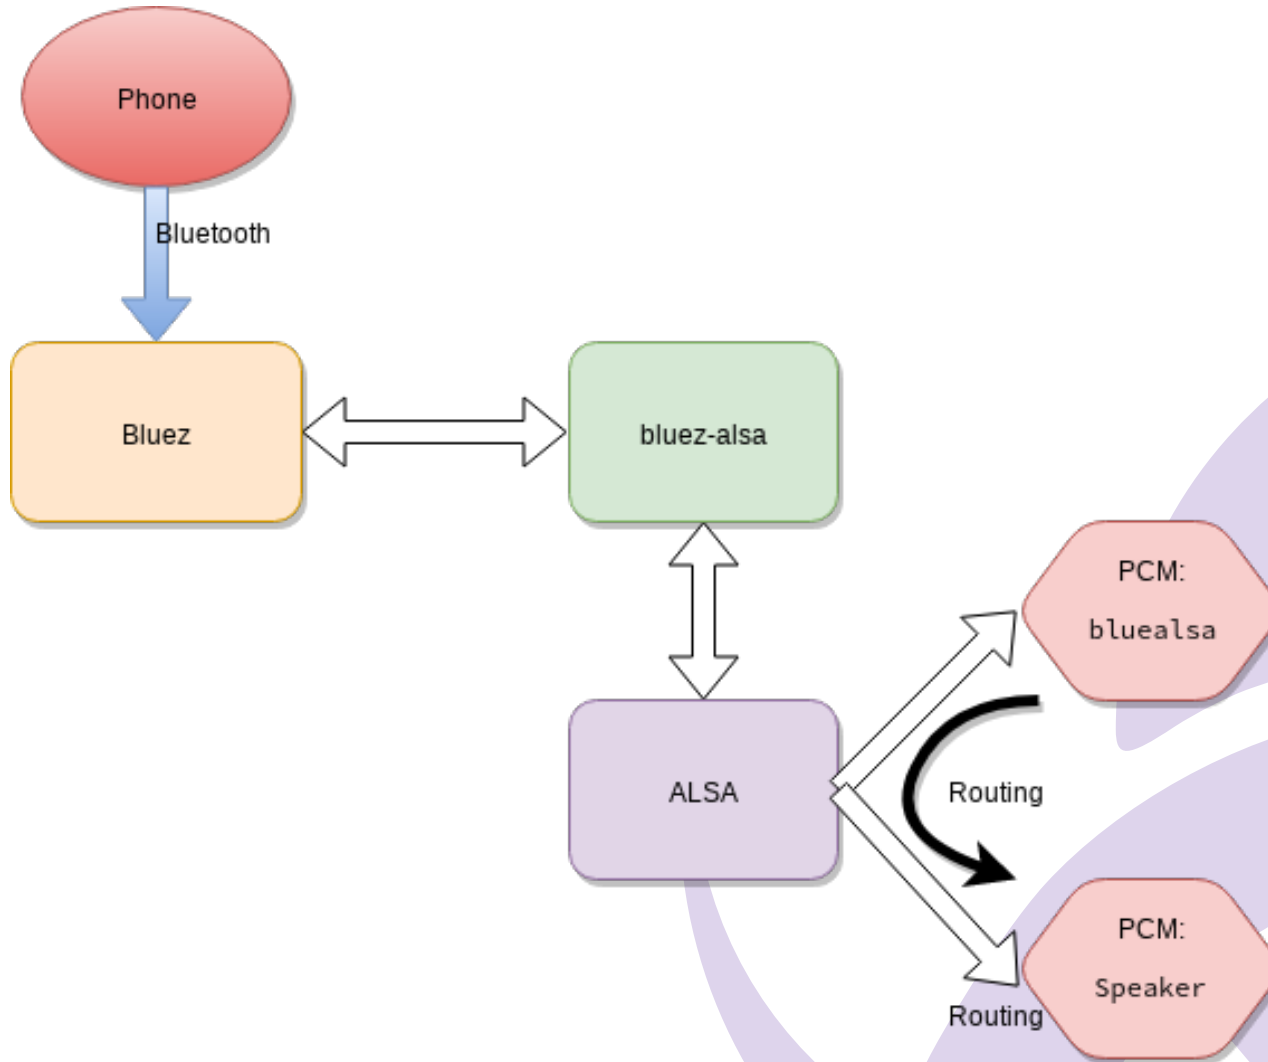 Phone
Bluetooth
Bluez
bluez-alsa
PCM:
bluealsa
ALSA
Routing
PCM:
Speaker
Routing